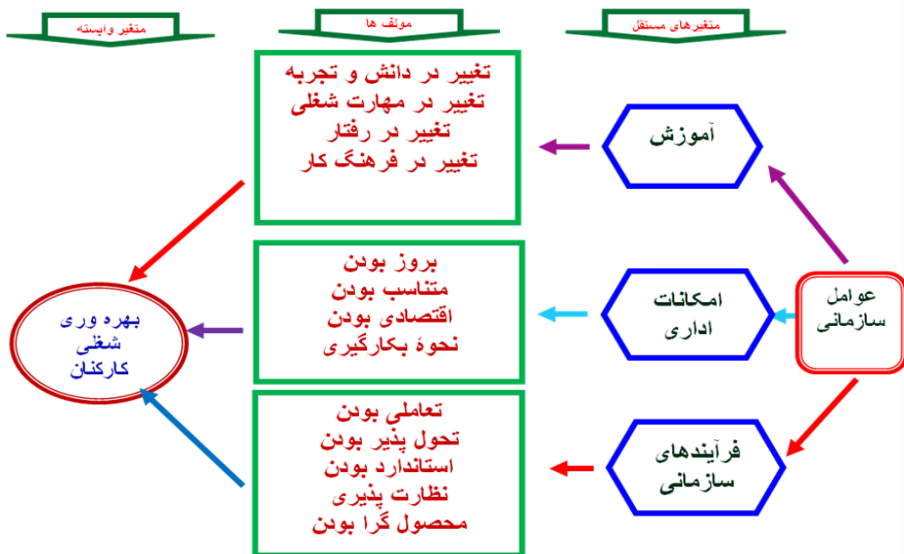 متغیرهای مستقل
مولف ها
متغیر وابسته
عوامل
سازمانی
آموزش
تغییر در دانش و تجربه
تغییر در مهارت شغلی
تغییر در رفتار
تغییر در فرهنگ کار
امکانات
اداری
بروز بودن
متناسب بودن
اقتصادی بودن
نحوۀ بکارگیری
فرآیندهای
سازمانی
تعاملی بودن
تحول پذیر بودن
استاندارد بودن
نظارت پذیری
محصول گرا بودن
بهره وری
شغلی
کارکنان